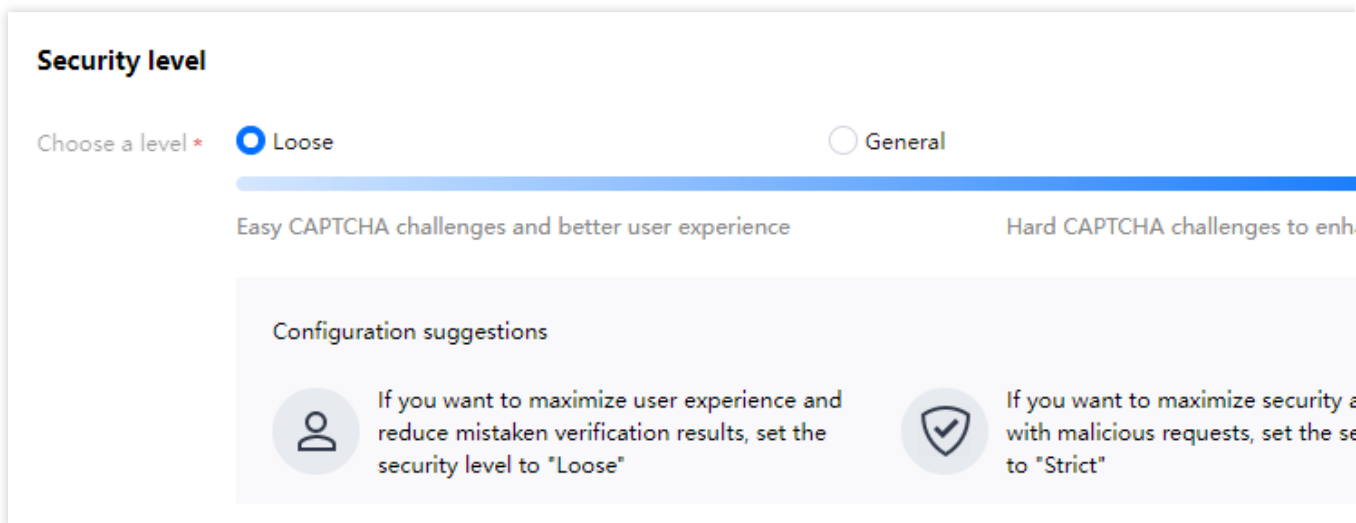 Security level
Choose a level * Loose General
Easy CAPTCHA challenges and better user experience Hard CAPTCHA challenges to
Configuration suggestions
If you want to maximize user experience and
reduce mistaken verification results, set the
security level to "Loose"
If you want to maximize security
with malicious requests, set the
to "Strict"